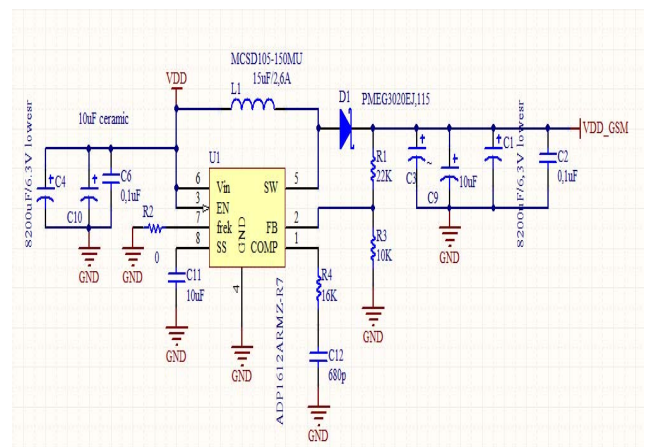 MCSD105-150MU
15uF/2,6A
VDD
L1
D1
PMEG3020EJ,115
10uF ceramic
VDD_GSM
8200uF/6,3V lowesr
C4
C10
C6
0,1uF
U1
6
3
7
8
Vin
EN
frek
SS
GND
SW
FB
COMP
5
2
1
4
R1
22K
C3
~
C9
10uF
C1
8200uF/6,3V lowesr
C2
0,1uF
R2
0
GND
GND
C11
10uF
GND
GND
ADP1612ARMZ-R7
R3
10K
GND
GND
R4
16K
C12
680p
GND